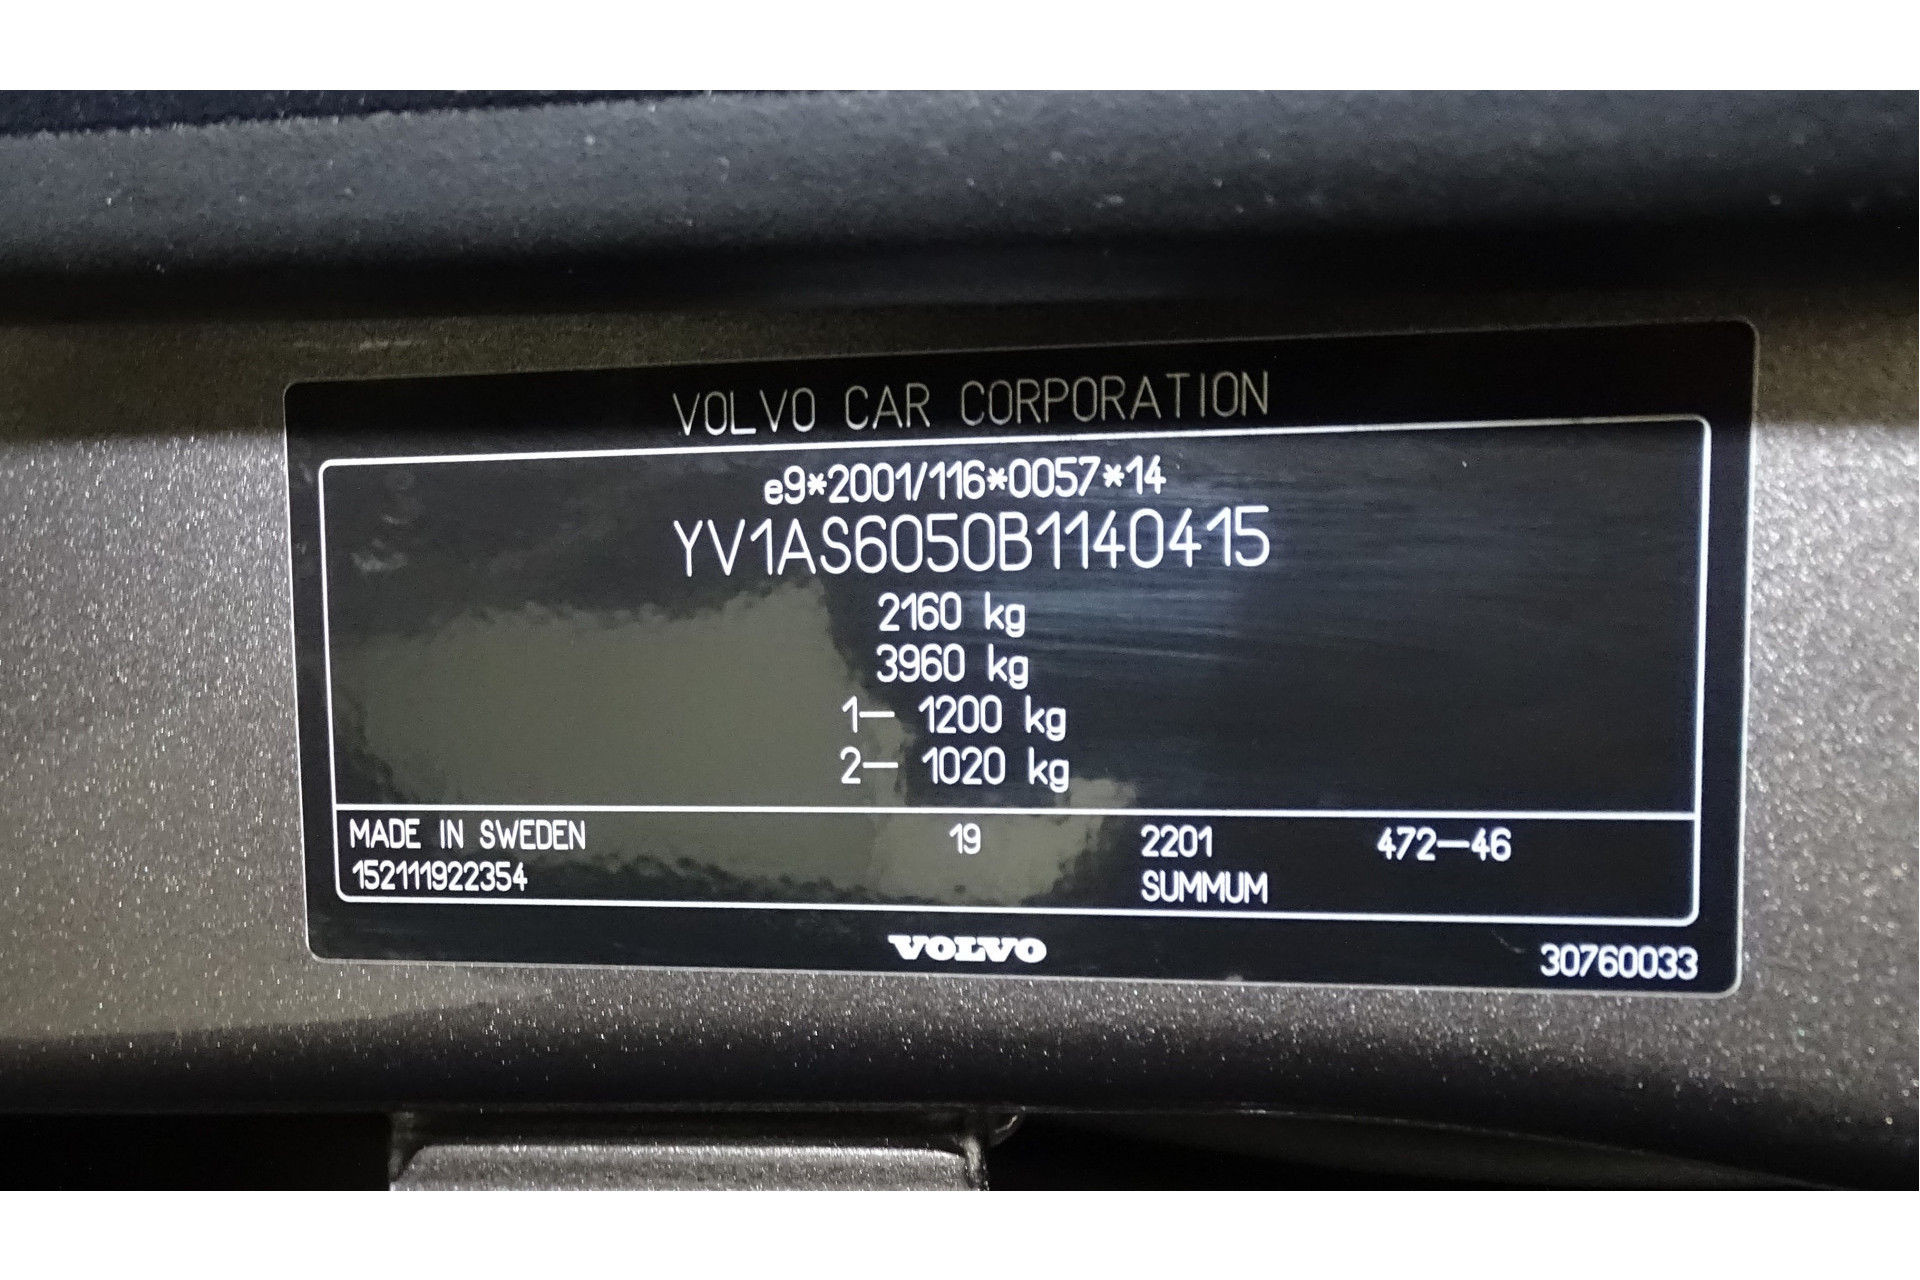 VOLVO CAR CORPORATION
e9*2001/116*0057*14
YV1AS6050B1140415
2160 kg
3960 kg
1— 1200 kg
2— 1020 kg
MADE IN SWEDEN 19 2201 472—46
152111922354 SUMMUM
VOLVO 30760033